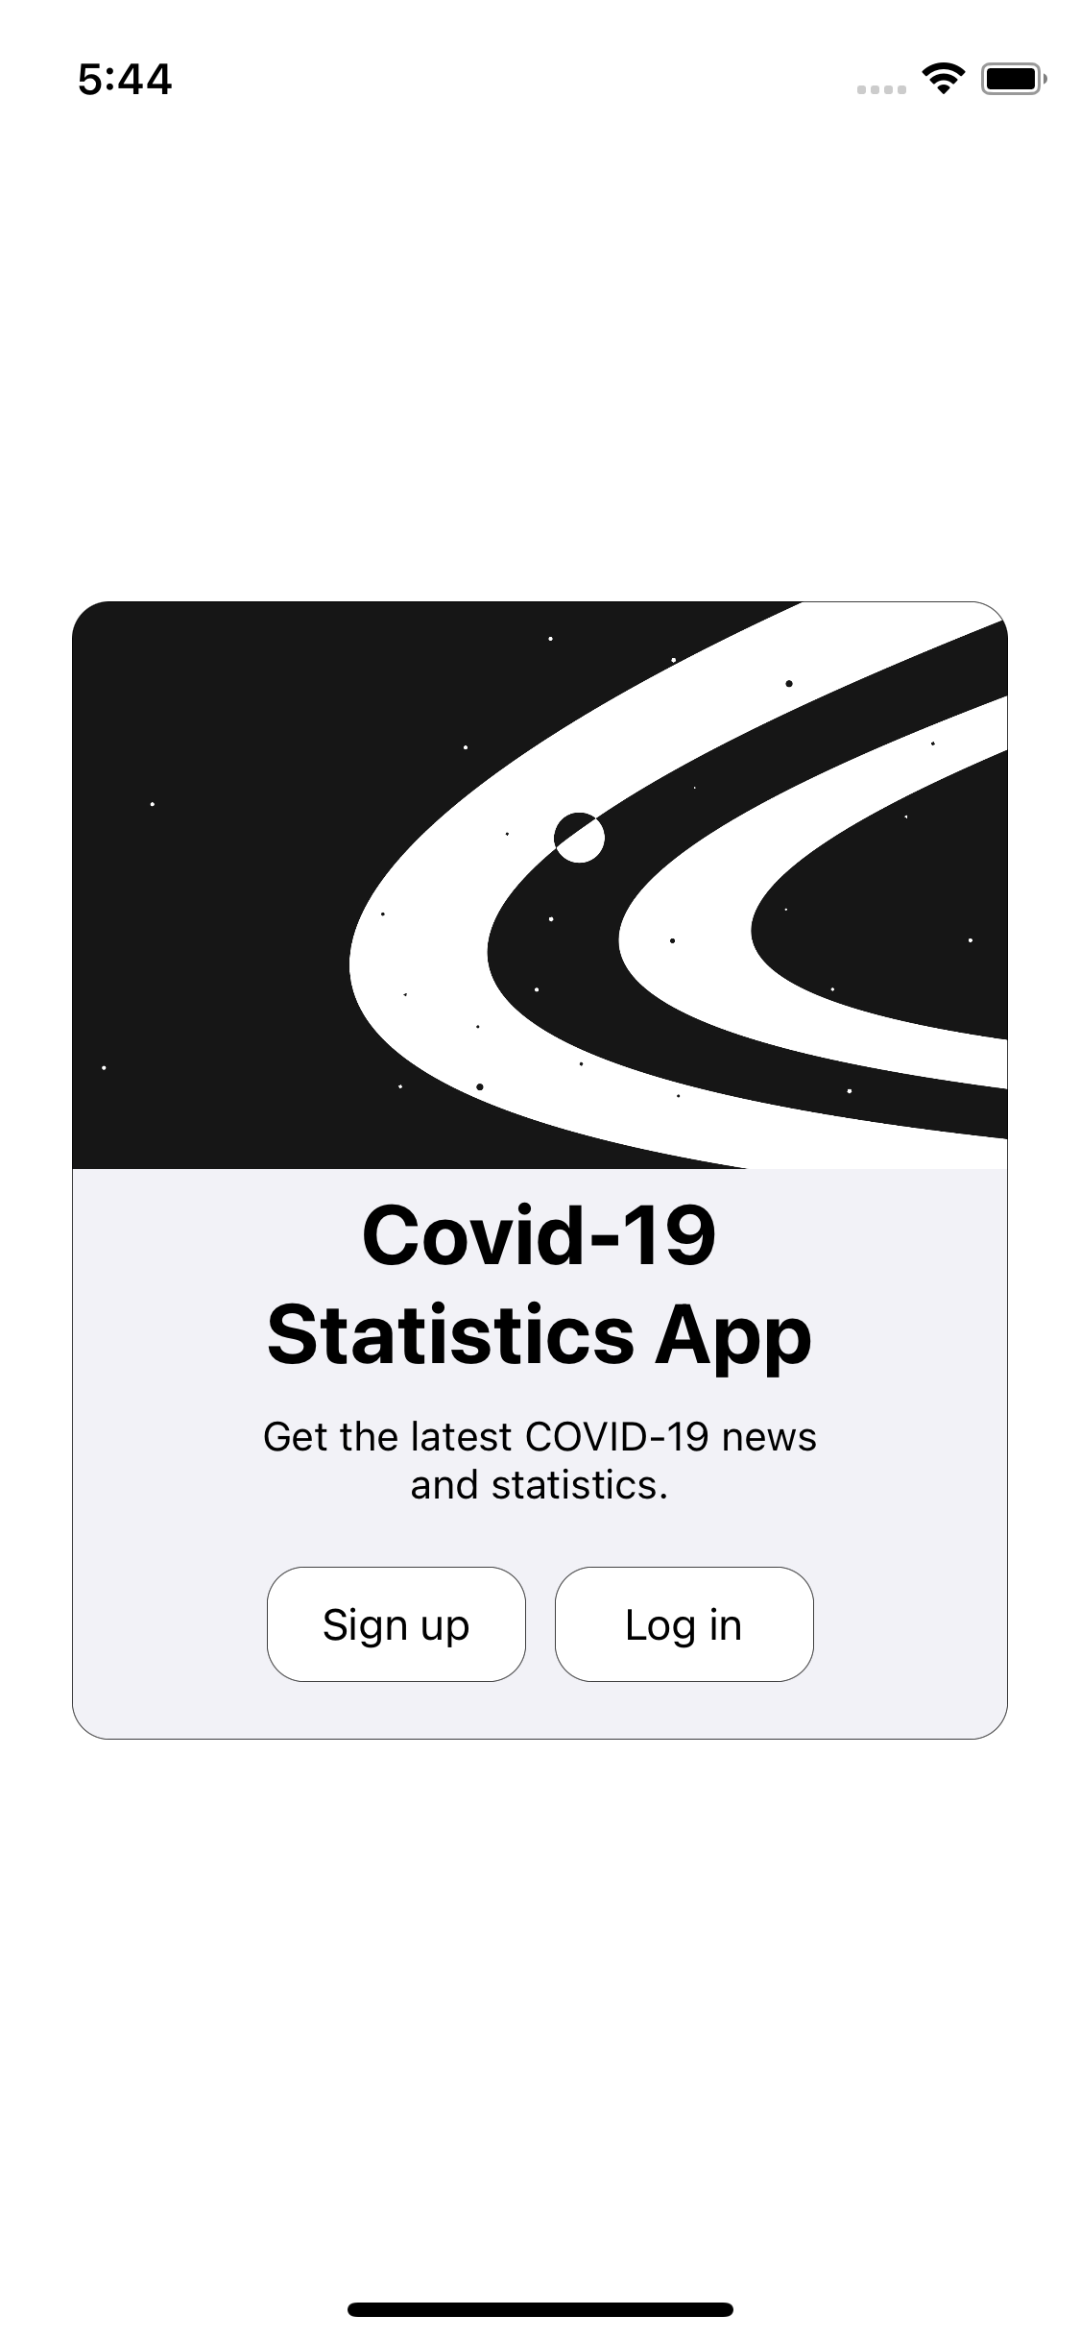 5:44
Covid-19
Statistics App
Get the latest COVID-19 news
and statistics.
Sign up
Log in